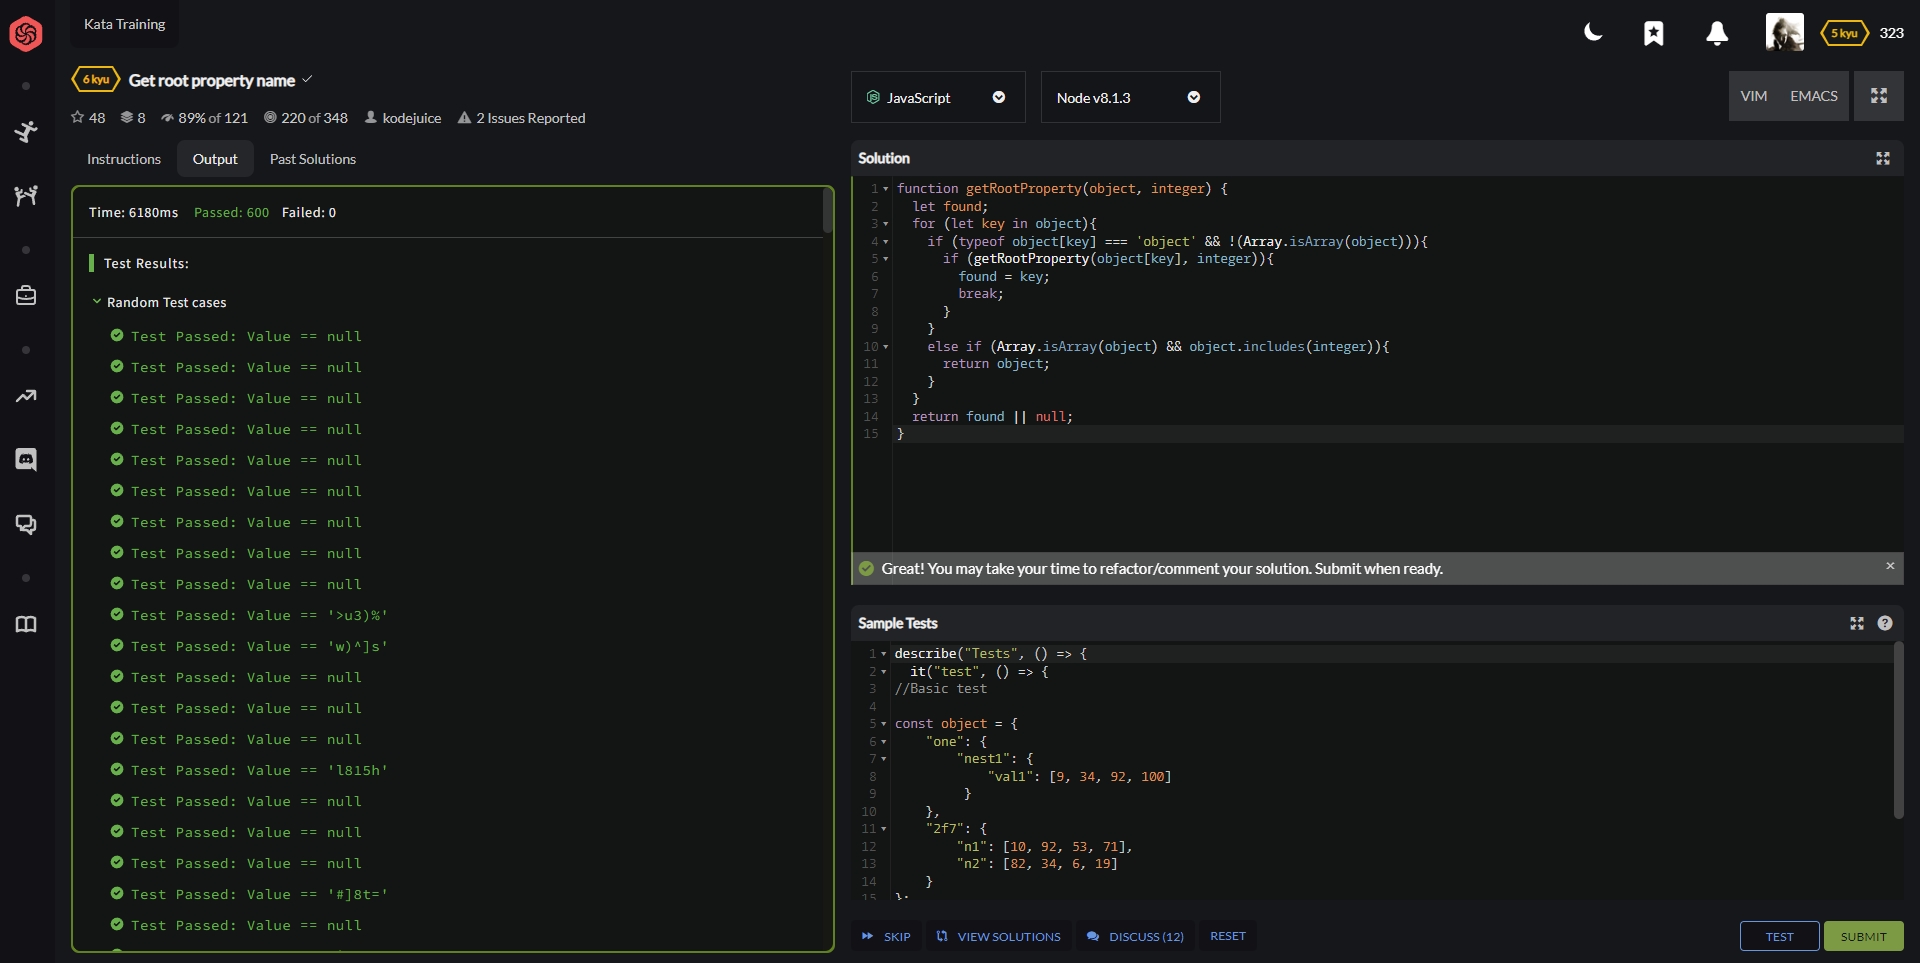 Kata Training
5 kyu 323
6 kyu Get root property name
48 8 89% of 121 220 of 348 kodejuice 2 Issues Reported
Instructions Output Past Solutions
Time: 6180ms Passed: 600 Failed: 0
Test Results:
Random Test cases
Test Passed: Value == null
Test Passed: Value == null
Test Passed: Value == null
Test Passed: Value == null
Test Passed: Value == null
Test Passed: Value == null
Test Passed: Value == null
Test Passed: Value == null
Test Passed: Value == null
Test Passed: Value == '>u3)%'
Test Passed: Value == 'w)^]s'
Test Passed: Value == null
Test Passed: Value == null
Test Passed: Value == null
Test Passed: Value == 'l815h'
Test Passed: Value == null
Test Passed: Value == null
Test Passed: Value == null
Test Passed: Value == '#]8t='
Test Passed: Value == null
JavaScript Node v8.1.3 VIM EMACS
Solution
1 function getRootProperty(object, integer) {
2 let found;
3 for (let key in object){
4 if (typeof object[key] === 'object' && !(Array.isArray(object))){
5 if (getRootProperty(object[key], integer)){
6 found = key;
7 break;
8 }
9 }
10 else if (Array.isArray(object) && object.includes(integer)){
11 return object;
12 }
13 }
14 return found || null;
15 }
Great! You may take your time to refactor/comment your solution. Submit when ready.
Sample Tests
1 describe("Tests", () => {
2 it("test", () => {
3 //Basic test
4
5 const object = {
6 "one": {
7 "nest1": {
8 "val1": [9, 34, 92, 100]
9 }
10 },
11 "2f7": {
12 "n1": [10, 92, 53, 71],
13 "n2": [82, 34, 6, 19]
14 }
15 };
SKIP VIEW SOLUTIONS DISCUSS (12) RESET TEST SUBMIT